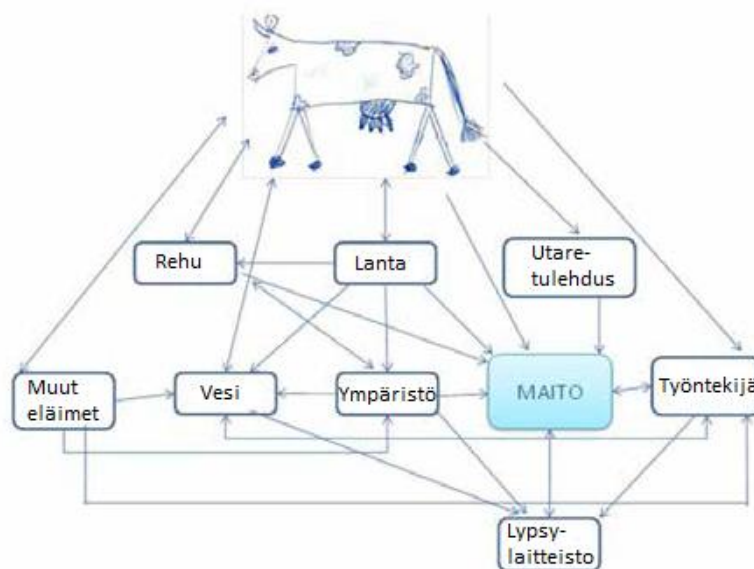 Rehu
Lanta
Utare-
tulehdus
Muut
eläimet
Vesi
Ympäristö
MAITO
Työntekijä
Lypsy-
laitteisto